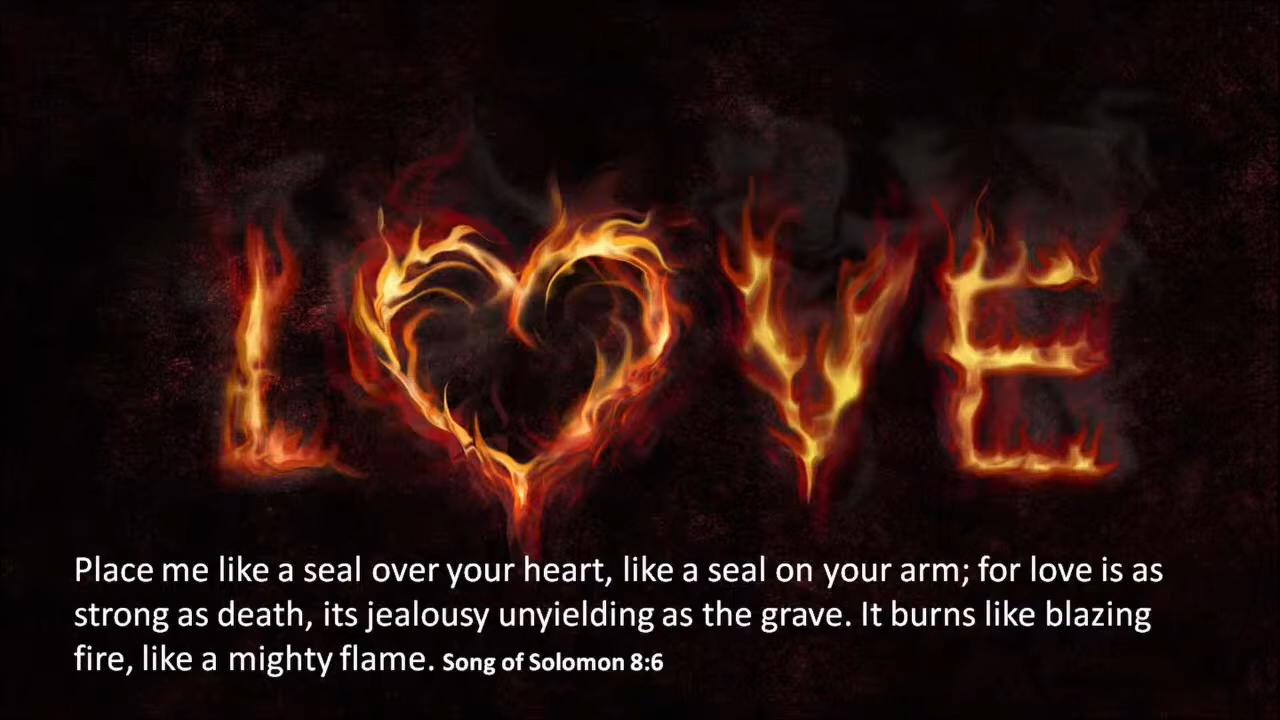 LOVE
Place me like a seal over your heart, like a seal on your arm; for love is as
strong as death, its jealousy unyielding as the grave. It burns like blazing
fire, like a mighty flame. Song of Solomon 8:6